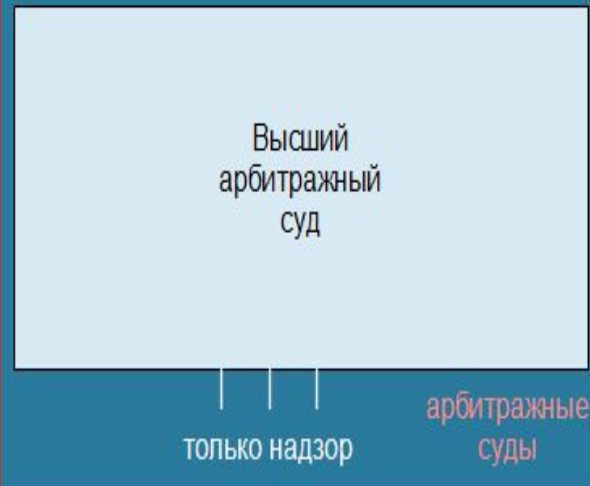 Высший
арбитражный
суд
только надзор
арбитражные
суды